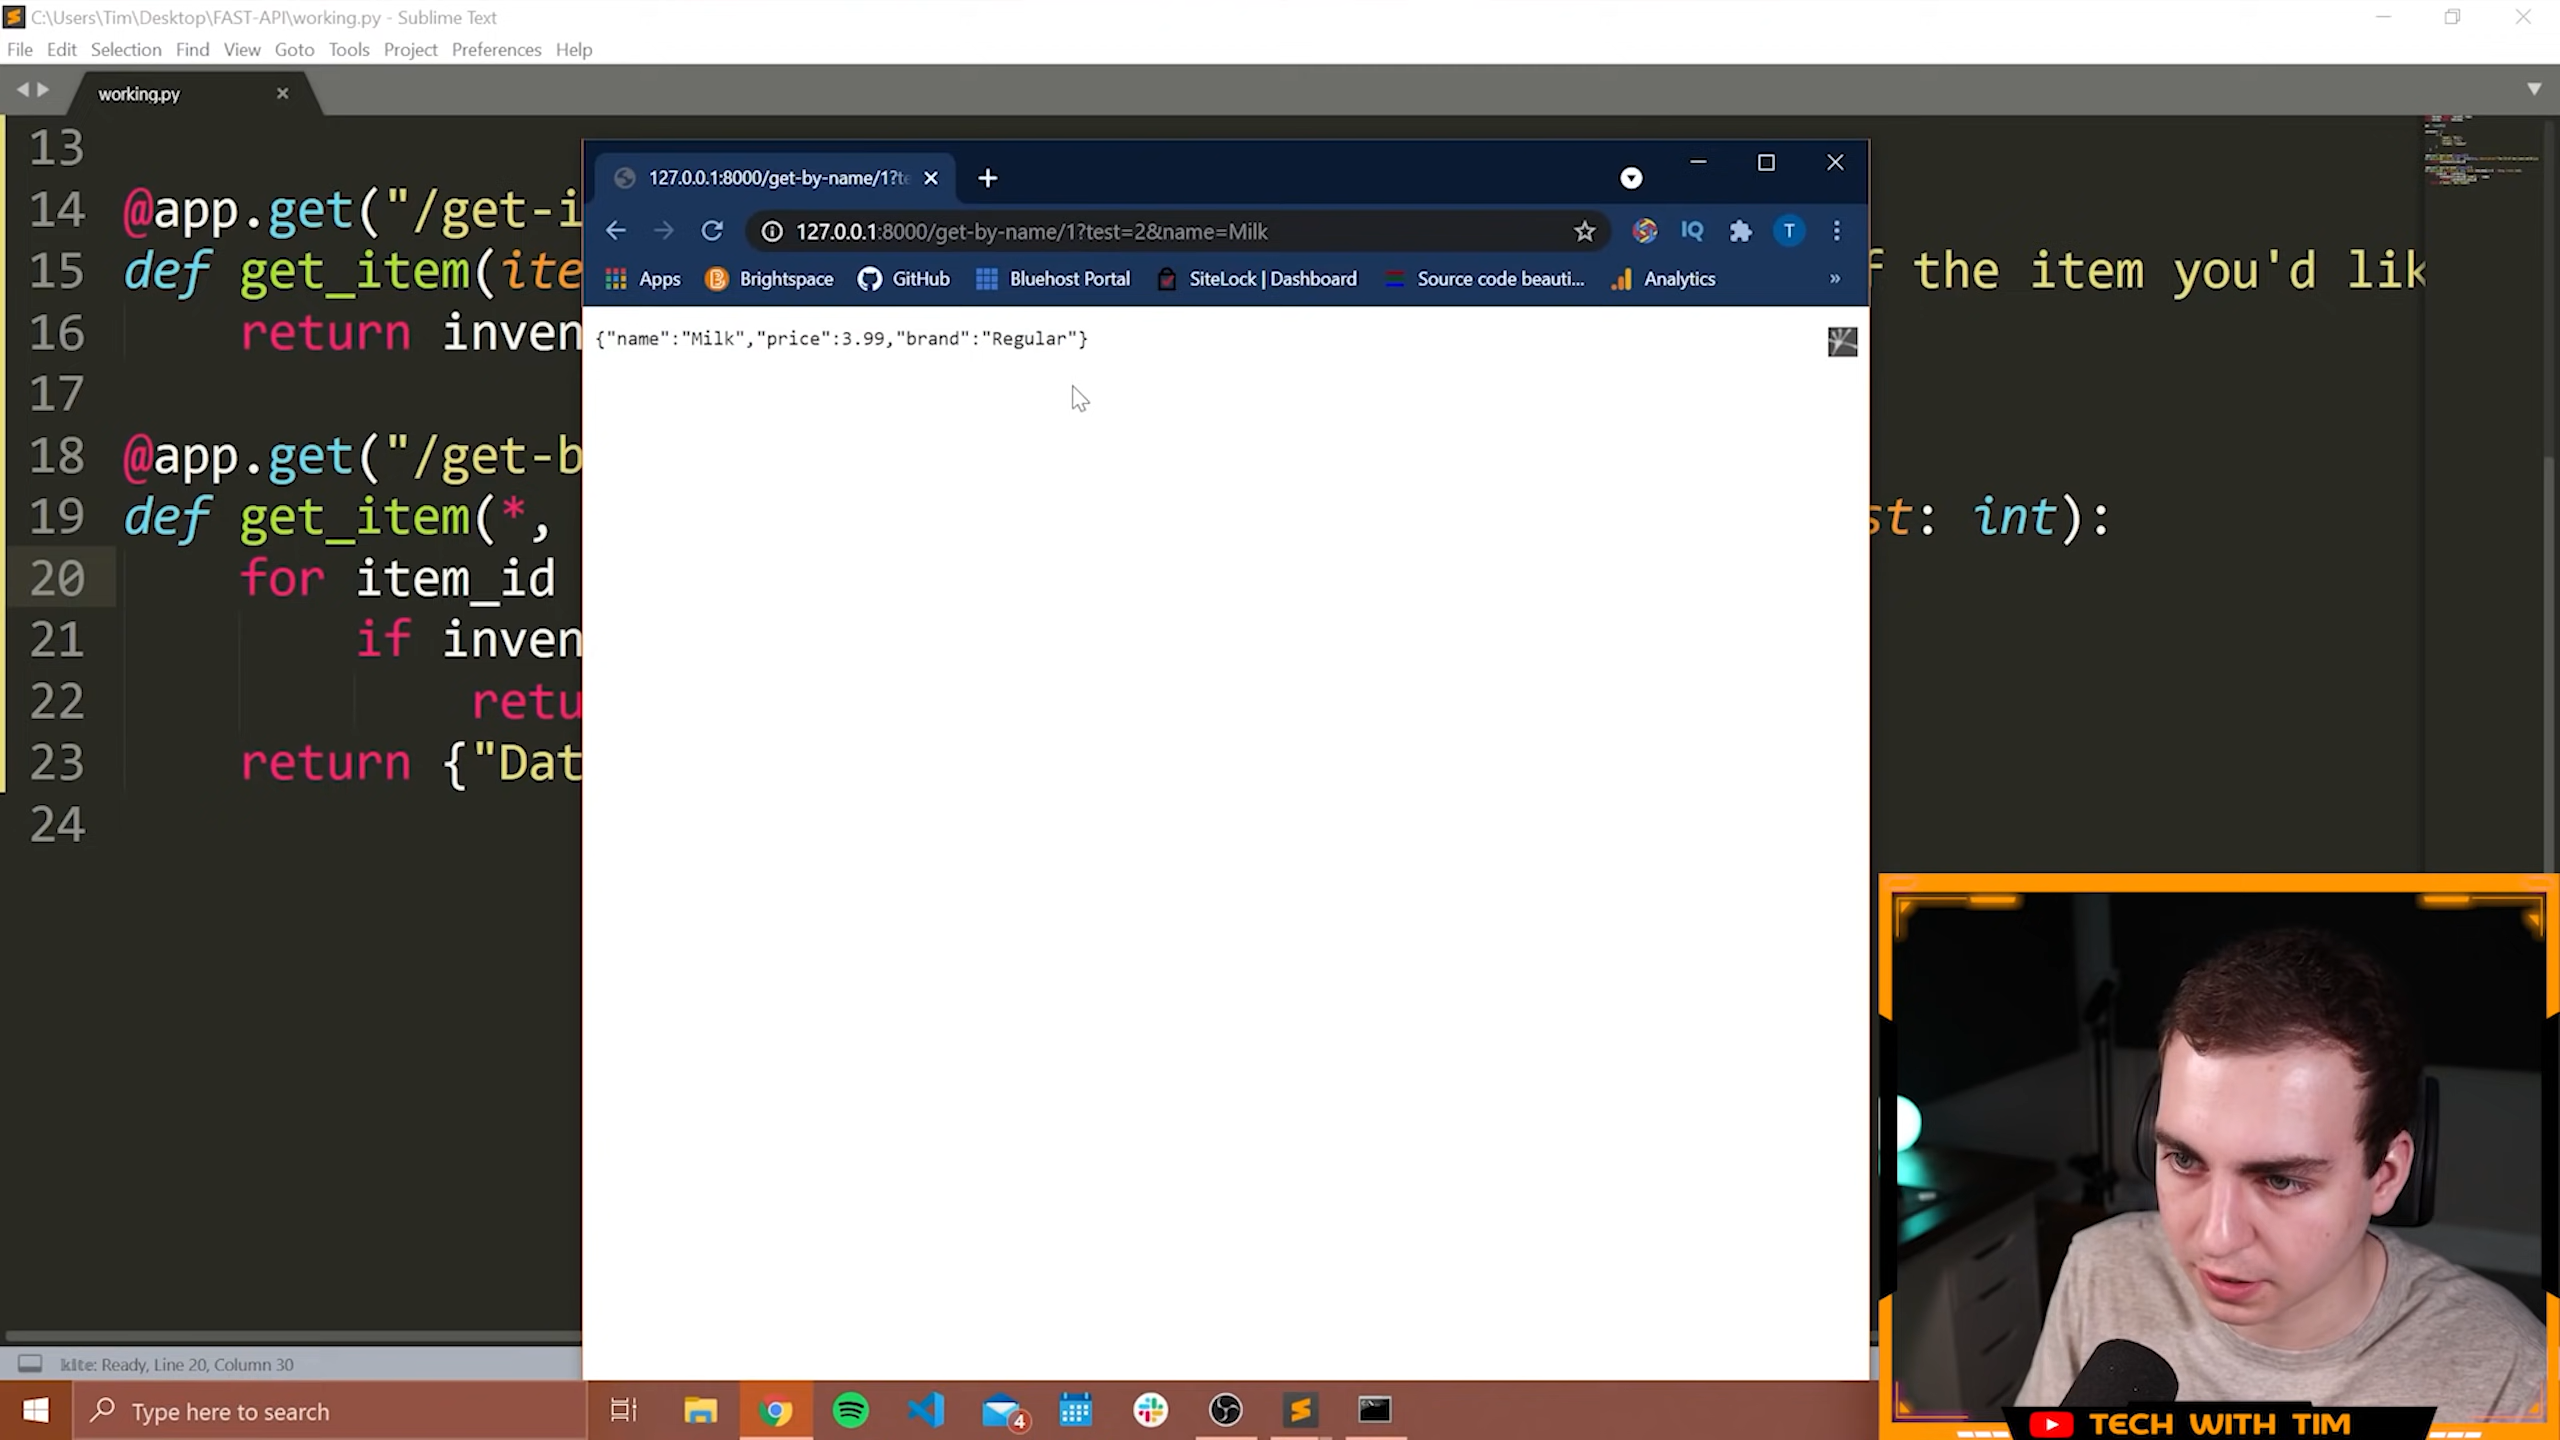 C:\Users\Tim\Desktop\FAST-API\working.py - Sublime Text
File Edit Selection Find View Goto Tools Project Preferences Help
working.py
13
14 @app.get("/get-i
15 def get_item(ite
f the item you'd lik
16 return inven
17
18 @app.get("/get-b
19 def get_item(*,
st: int):
20 for item_id
21 if inven
22 retu
23 return {"Dat
24
127.0.0.1:8000/get-by-name/1?te
127.0.0.1:8000/get-by-name/1?test=2&name=Milk
IQ
T
Apps Brightspace GitHub Bluehost Portal SiteLock | Dashboard Source code beauti... Analytics »
{"name":"Milk","price":3.99,"brand":"Regular"}
kite: Ready, Line 20, Column 30
Type here to search
4
TECH WITH TIM